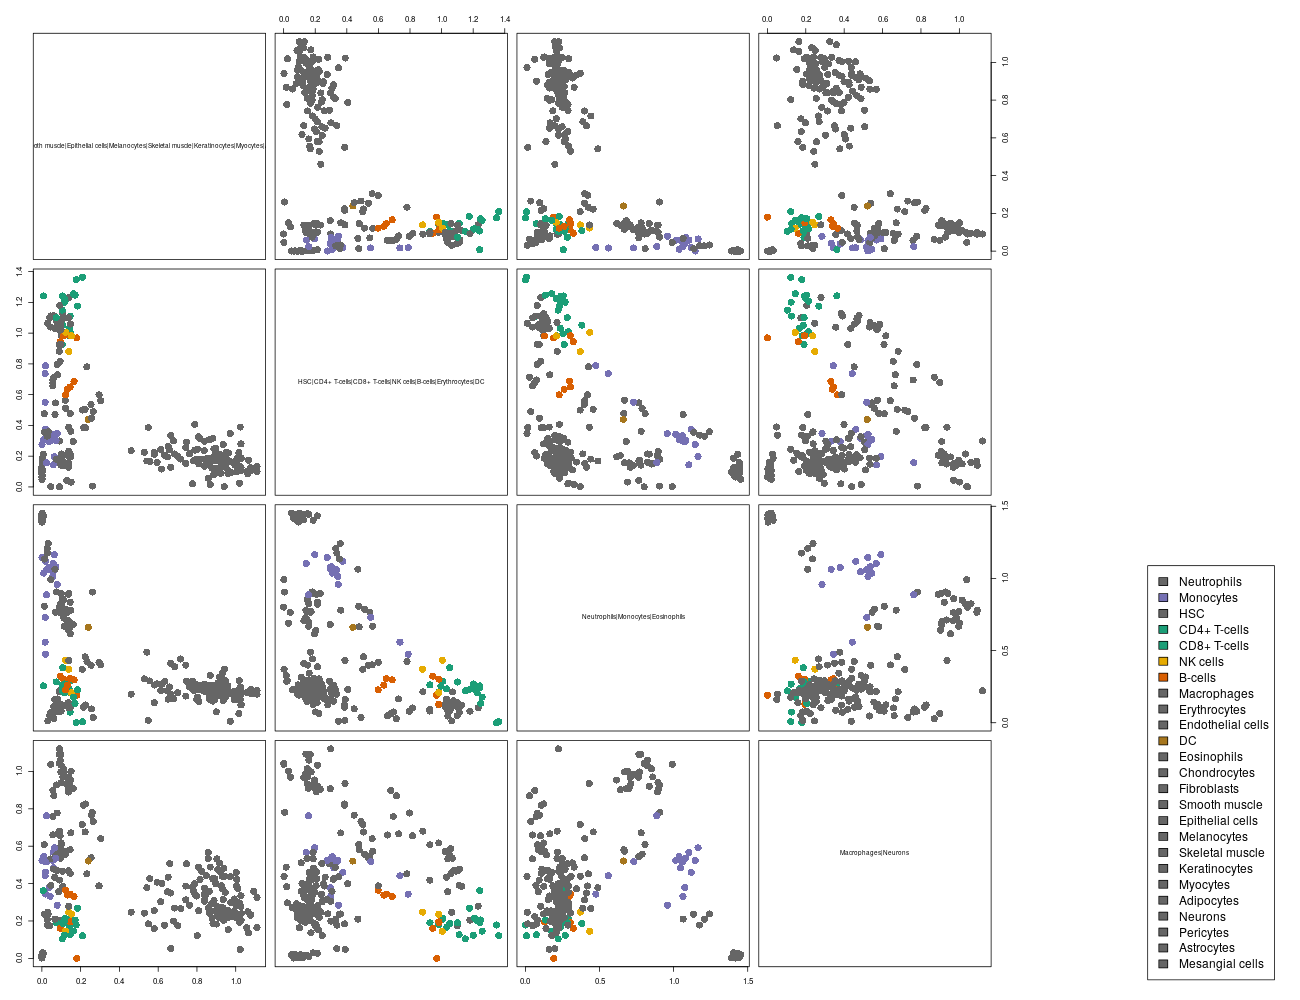 0.0 0.2 0.4 0.6 0.8 1.0 1.2 1.4
0.0 0.2 0.4 0.6 0.8 1.0
oth muscle|Epithelial cells|Melanocytes|Skeletal muscle|Keratinocytes|Myocytes|
0.0 0.2 0.4 0.6 0.8 1.0
0.0 0.2 0.4 0.6 0.8 1.0 1.2 1.4
HSC|CD4+ T-cells|CD8+ T-cells|NK cells|B-cells|Erythrocytes|DC
Neutrophils|Monocytes|Eosinophils
0.0 0.5 1.0 1.5
Macrophages|Neurons
0.0 0.2 0.4 0.6 0.8 1.0
0.0 0.2 0.4 0.6 0.8 1.0
0.0 0.5 1.0 1.5
Neutrophils
Monocytes
HSC
CD4+ T-cells
CD8+ T-cells
NK cells
B-cells
Macrophages
Erythrocytes
Endothelial cells
DC
Eosinophils
Chondrocytes
Fibroblasts
Smooth muscle
Epithelial cells
Melanocytes
Skeletal muscle
Keratinocytes
Myocytes
Adipocytes
Neurons
Pericytes
Astrocytes
Mesangial cells